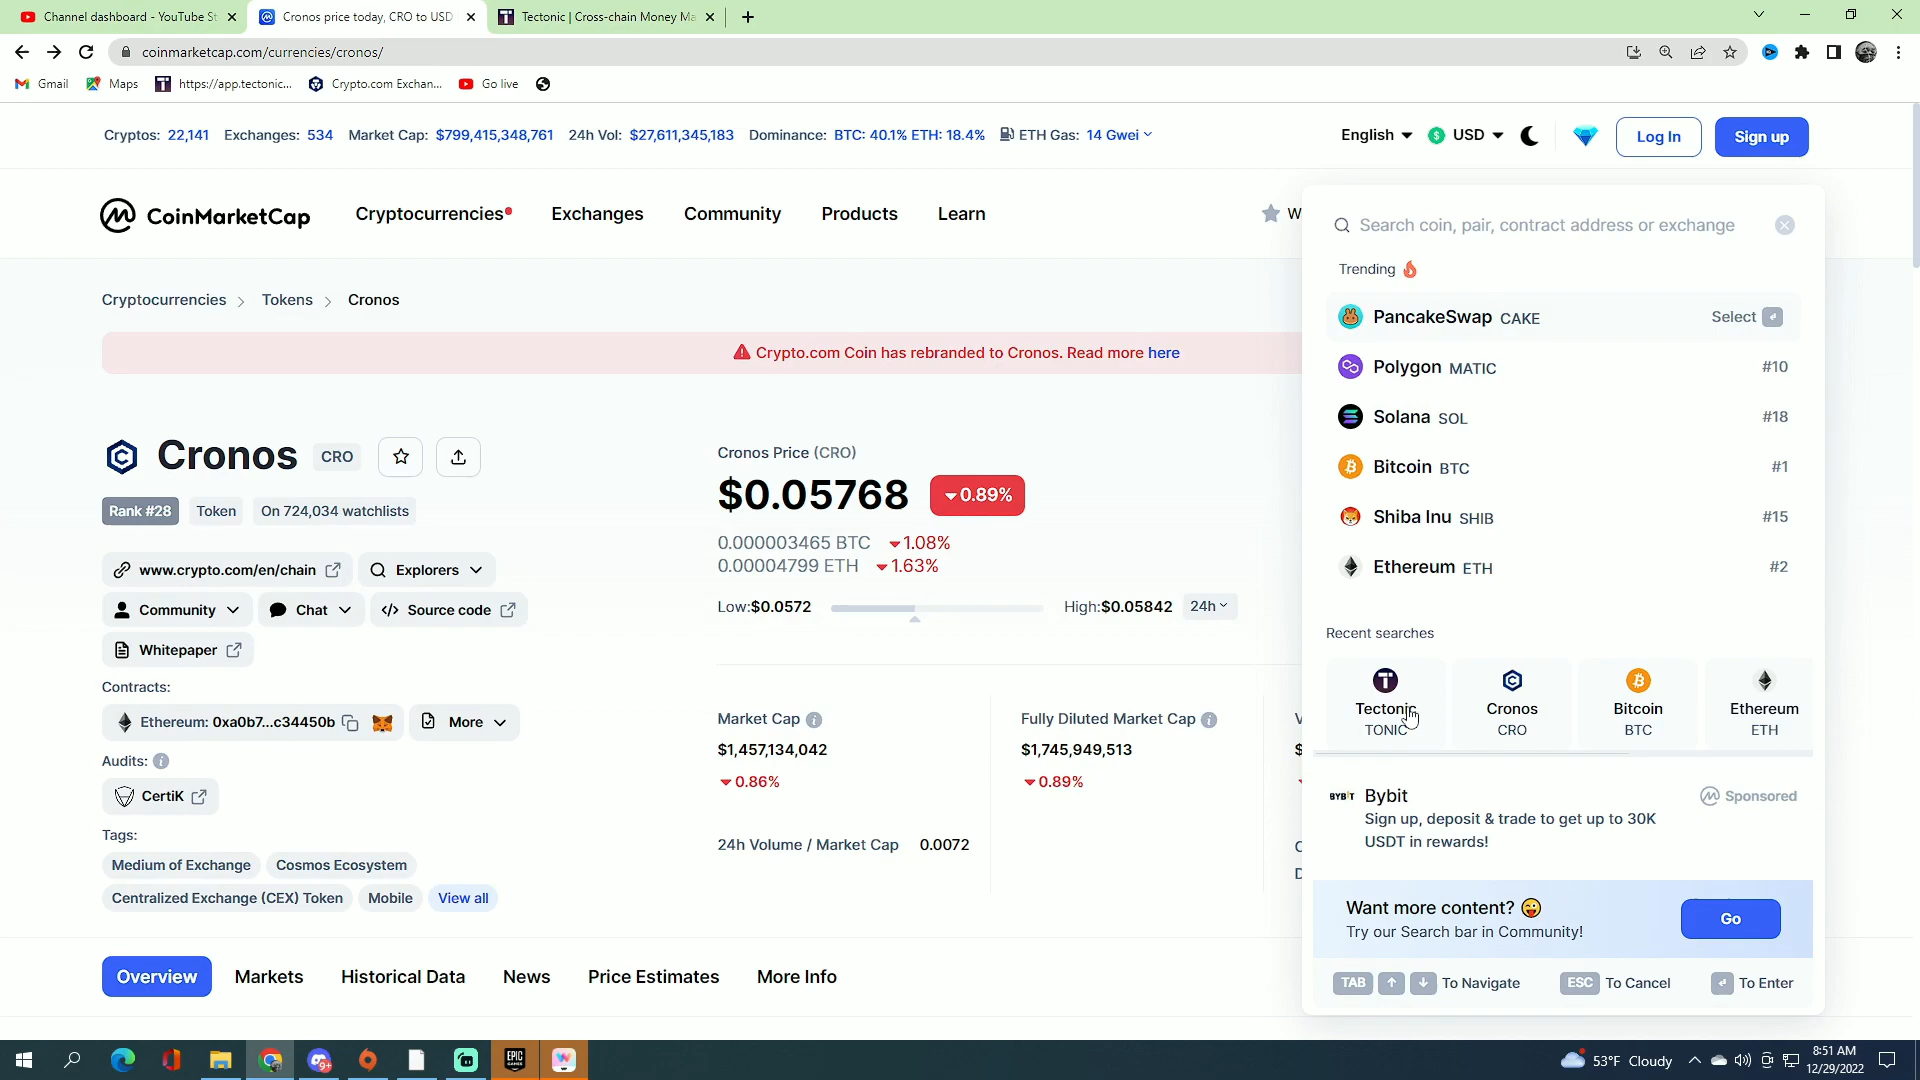 Channel dashboard - YouTube St
Cronos price today, CRO to USD
Tectonic | Cross-chain Money Ma
coinmarketcap.com/currencies/cronos/
Gmail
Maps
https://app.tectonic...
Crypto.com Exchan...
Go live
Cryptos: 22,141 Exchanges: 534 Market Cap: $799,415,348,761 24h Vol: $27,611,345,183 Dominance: BTC: 40.1% ETH: 18.4% ETH Gas: 14 Gwei
English
USD
Log In
Sign up
CoinMarketCap
Cryptocurrencies
Exchanges
Community
Products
Learn
W
Cryptocurrencies > Tokens > Cronos
Crypto.com Coin has rebranded to Cronos. Read more here
Cronos CRO
Rank #28
Token
On 724,034 watchlists
www.crypto.com/en/chain
Explorers
Community
Chat
Source code
Whitepaper
Contracts:
Ethereum: 0xa0b7...c34450b
More
Audits:
CertiK
Tags:
Medium of Exchange
Cosmos Ecosystem
Centralized Exchange (CEX) Token
Mobile
View all
Cronos Price (CRO)
$0.05768
0.89%
0.000003465 BTC 1.08%
0.00004799 ETH 1.63%
Low:$0.0572
High:$0.05842
24h
Market Cap
$1,457,134,042
0.86%
24h Volume / Market Cap 0.0072
Fully Diluted Market Cap
$1,745,949,513
0.89%
V
$
C
D
Search coin, pair, contract address or exchange
Trending
PancakeSwap CAKE
Select
Polygon MATIC
#10
Solana SOL
#18
Bitcoin BTC
#1
Shiba Inu SHIB
#15
Ethereum ETH
#2
Recent searches
Tectonic
TONIC
Cronos
CRO
Bitcoin
BTC
Ethereum
ETH
BYBIT
Bybit
Sponsored
Sign up, deposit & trade to get up to 30K
USDT in rewards!
Want more content?
Try our Search bar in Community!
Go
TAB
To Navigate
ESC
To Cancel
To Enter
Overview
Markets
Historical Data
News
Price Estimates
More Info
9+
EPIC
GAMES
53°F Cloudy
8:51 AM
12/29/2022